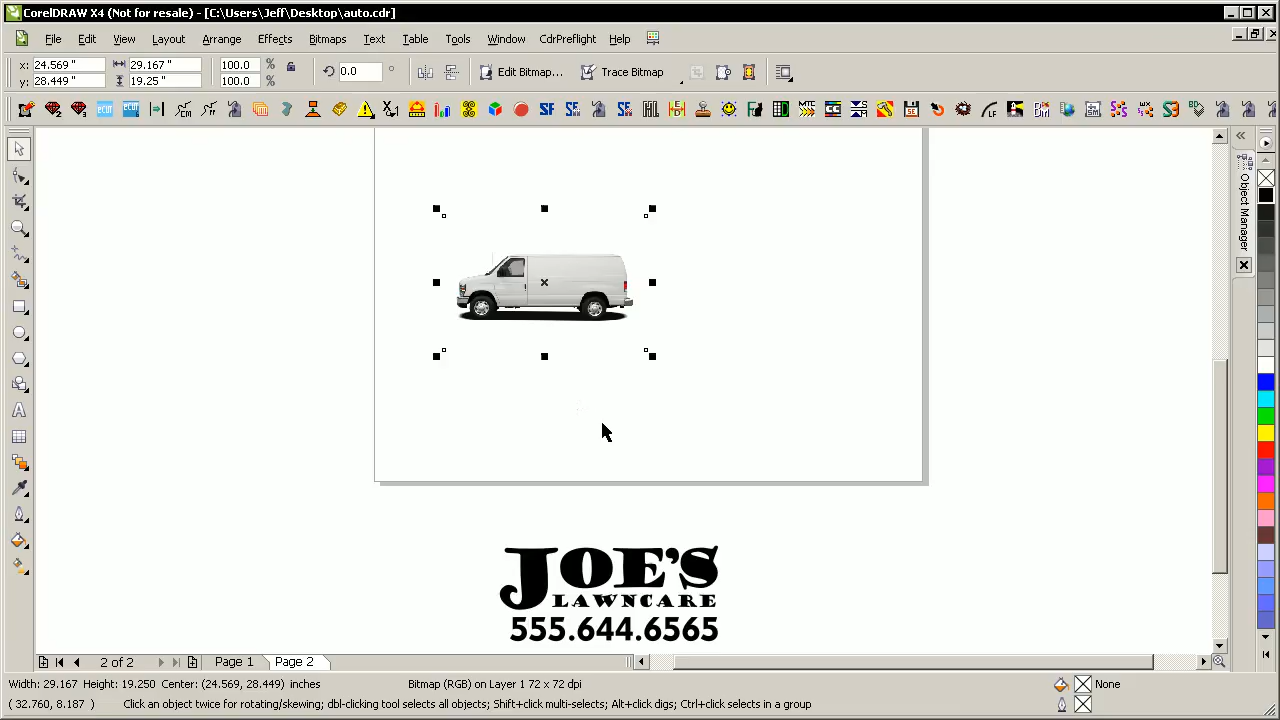 CorelDRAW X4 (Not for resale) - [C:\Users\Jeff\Desktop\auto.cdr]
File Edit View Layout Arrange Effects Bitmaps Text Table Tools Window drPreflight Help
x: 24.569 " 29.167 " 100.0 %
y: 28.449 " 19.25 " 100.0 %
0.0 °
Edit Bitmap... Trace Bitmap
Object Manager
JOE'S
LAWNCARE
555.644.6565
2 of 2 Page 1 Page 2
Width: 29.167 Height: 19.250 Center: (24.569, 28.449) inches Bitmap (RGB) on Layer 1 72 x 72 dpi None
( 32.760, 8.187 ) Click an object twice for rotating/skewing; dbl-clicking tool selects all objects; Shift+click multi-selects; Alt+click digs; Ctrl+click selects in a group